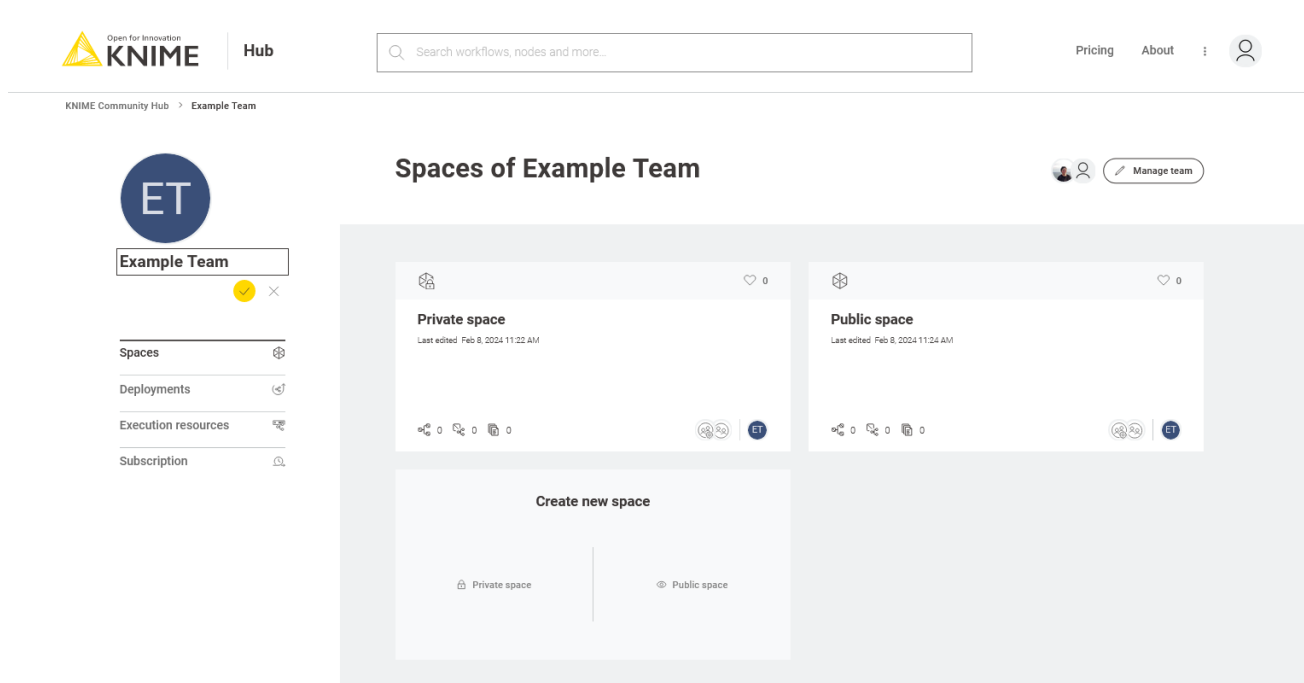 Open for Innovation
KNIME
Hub
Search workflows, nodes and more...
Pricing
About
KNIME Community Hub > Example Team
ET
Example Team
Spaces
Deployments
Execution resources
Subscription
Spaces of Example Team
Manage team
0
Private space
Last edited Feb 8, 2024 11:22 AM
0 0 0
ET
0
Public space
Last edited Feb 8, 2024 11:24 AM
0 0 0
ET
Create new space
Private space
Public space